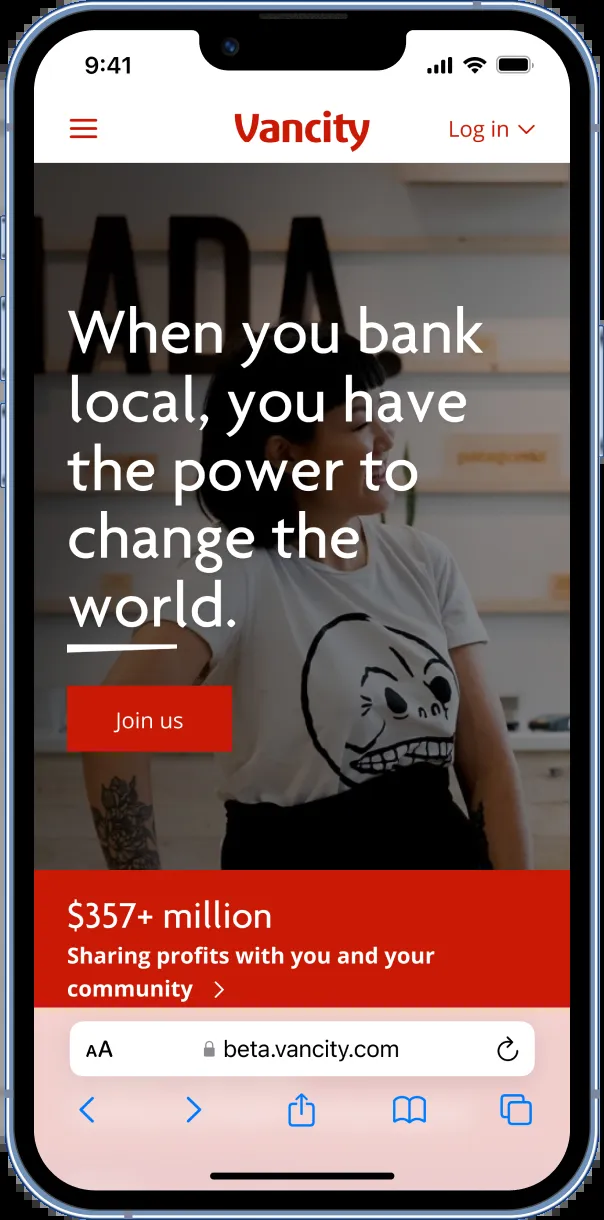 9:41
Vancity
Log in
When you bank
local, you have
the power to
change the
world.
Join us
$357+ million
Sharing profits with you and your
community
AA
beta.vancity.com